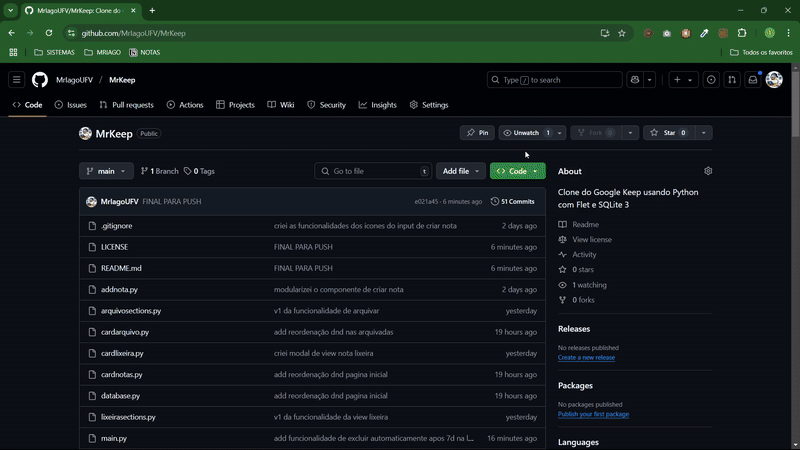 MrIagoUFV/MrKeep: Clone do
github.com/MrIagoUFV/MrKeep
SISTEMAS
MRIAGO
NOTAS
Todos os favoritos
MrIagoUFV / MrKeep
Type / to search
Code
Issues
Pull requests
Actions
Projects
Wiki
Security
Insights
Settings
MrKeep
Public
Pin
Unwatch 1
Fork 0
Star 0
main
1 Branch
0 Tags
Go to file
t
Add file
Code
MrIagoUFV FINAL PARA PUSH e021a45 · 6 minutes ago 51 Commits
.gitignore criei as funcionalidades dos icones do input de criar nota 2 days ago
LICENSE FINAL PARA PUSH 6 minutes ago
README.md FINAL PARA PUSH 6 minutes ago
addnota.py modularizei o componente de criar nota 2 days ago
arquivosections.py v1 da funcionalidade de arquivar yesterday
cardarquivo.py add reordenação dnd nas arquivadas 19 hours ago
cardlixeira.py criei modal de view nota lixeira yesterday
cardnotas.py add reordenação dnd pagina inicial 19 hours ago
database.py add reordenação dnd pagina inicial 19 hours ago
lixeirasections.py v1 da funcionalidade da view lixeira yesterday
main.py add funcionalidade de excluir automaticamente apos 7d na l... 16 minutes ago
About
Clone do Google Keep usando Python
com Flet e SQLite 3
Readme
View license
Activity
0 stars
1 watching
0 forks
Releases
No releases published
Create a new release
Packages
No packages published
Publish your first package
Languages